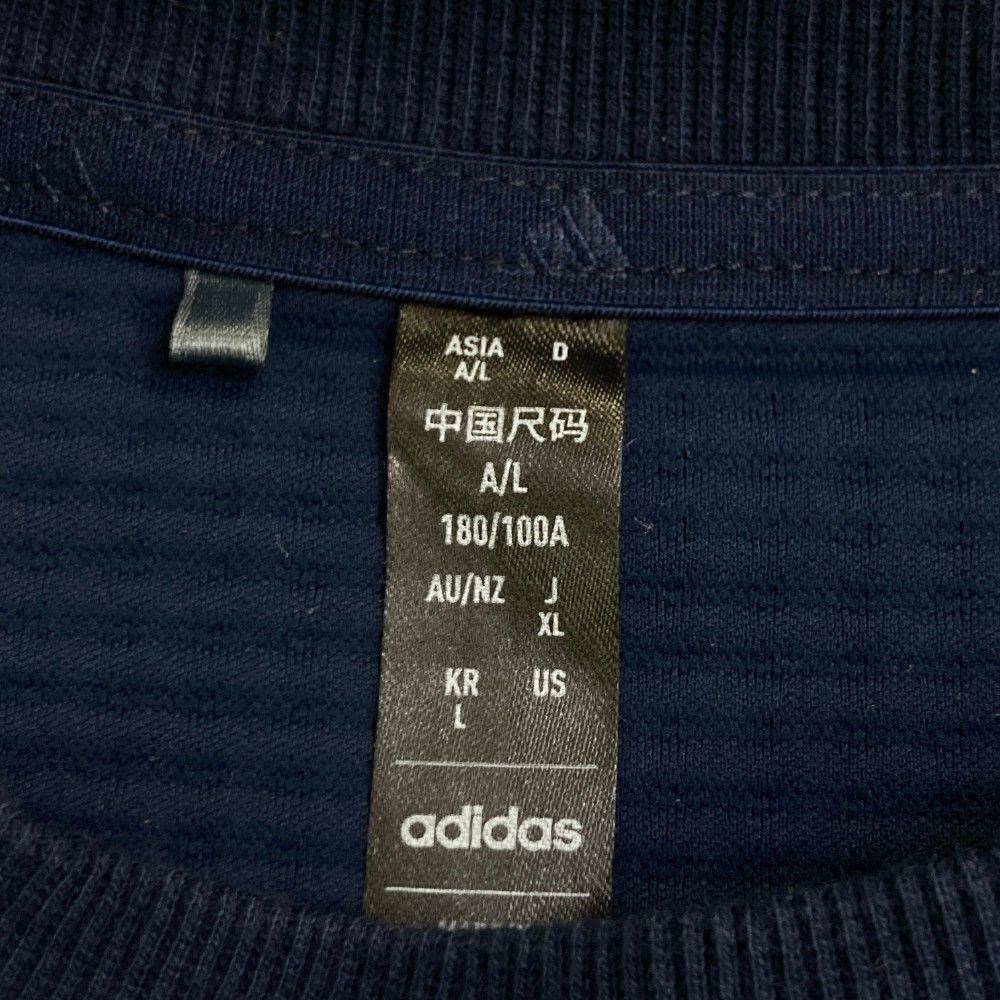 ASIA D
A/L
中国尺码
A/L
180/100A
AU/NZ J
XL
KR US
L
adidas